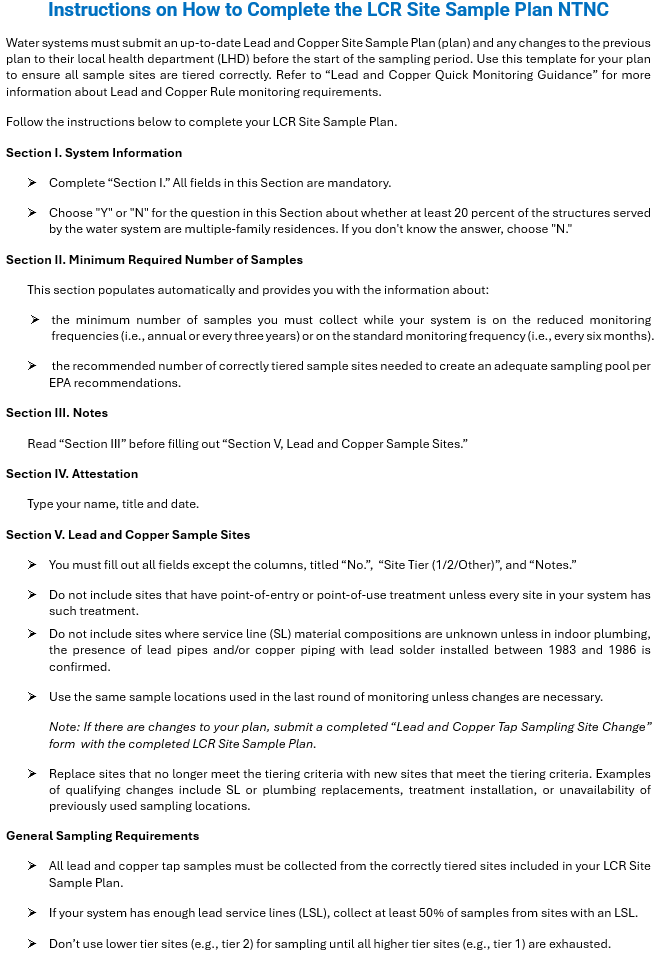 Instructions on How to Complete the LCR Site Sample Plan NTNC
Water systems must submit an up-to-date Lead and Copper Site Sample Plan (plan) and any changes to the previous
plan to their local health department (LHD) before the start of the sampling period. Use this template for your plan
to ensure all sample sites are tiered correctly. Refer to “Lead and Copper Quick Monitoring Guidance” for more
information about Lead and Copper Rule monitoring requirements.
Follow the instructions below to complete your LCR Site Sample Plan.
Section I. System Information
➢ Complete “Section I.” All fields in this Section are mandatory.
➢ Choose "Y" or "N" for the question in this Section about whether at least 20 percent of the structures served
by the water system are multiple-family residences. If you don't know the answer, choose "N."
Section II. Minimum Required Number of Samples
This section populates automatically and provides you with the information about:
➢ the minimum number of samples you must collect while your system is on the reduced monitoring
frequencies (i.e., annual or every three years) or on the standard monitoring frequency (i.e., every six months).
➢ the recommended number of correctly tiered sample sites needed to create an adequate sampling pool per
EPA recommendations.
Section III. Notes
Read “Section III” before filling out “Section V, Lead and Copper Sample Sites.”
Section IV. Attestation
Type your name, title and date.
Section V. Lead and Copper Sample Sites
➢ You must fill out all fields except the columns, titled “No.”, “Site Tier (1/2/Other)”, and “Notes.”
➢ Do not include sites that have point-of-entry or point-of-use treatment unless every site in your system has
such treatment.
➢ Do not include sites where service line (SL) material compositions are unknown unless in indoor plumbing,
the presence of lead pipes and/or copper piping with lead solder installed between 1983 and 1986 is
confirmed.
➢ Use the same sample locations used in the last round of monitoring unless changes are necessary.
Note: If there are changes to your plan, submit a completed “Lead and Copper Tap Sampling Site Change”
form with the completed LCR Site Sample Plan.
➢ Replace sites that no longer meet the tiering criteria with new sites that meet the tiering criteria. Examples
of qualifying changes include SL or plumbing replacements, treatment installation, or unavailability of
previously used sampling locations.
General Sampling Requirements
➢ All lead and copper tap samples must be collected from the correctly tiered sites included in your LCR Site
Sample Plan.
➢ If your system has enough lead service lines (LSL), collect at least 50% of samples from sites with an LSL.
➢ Don’t use lower tier sites (e.g., tier 2) for sampling until all higher tier sites (e.g., tier 1) are exhausted.